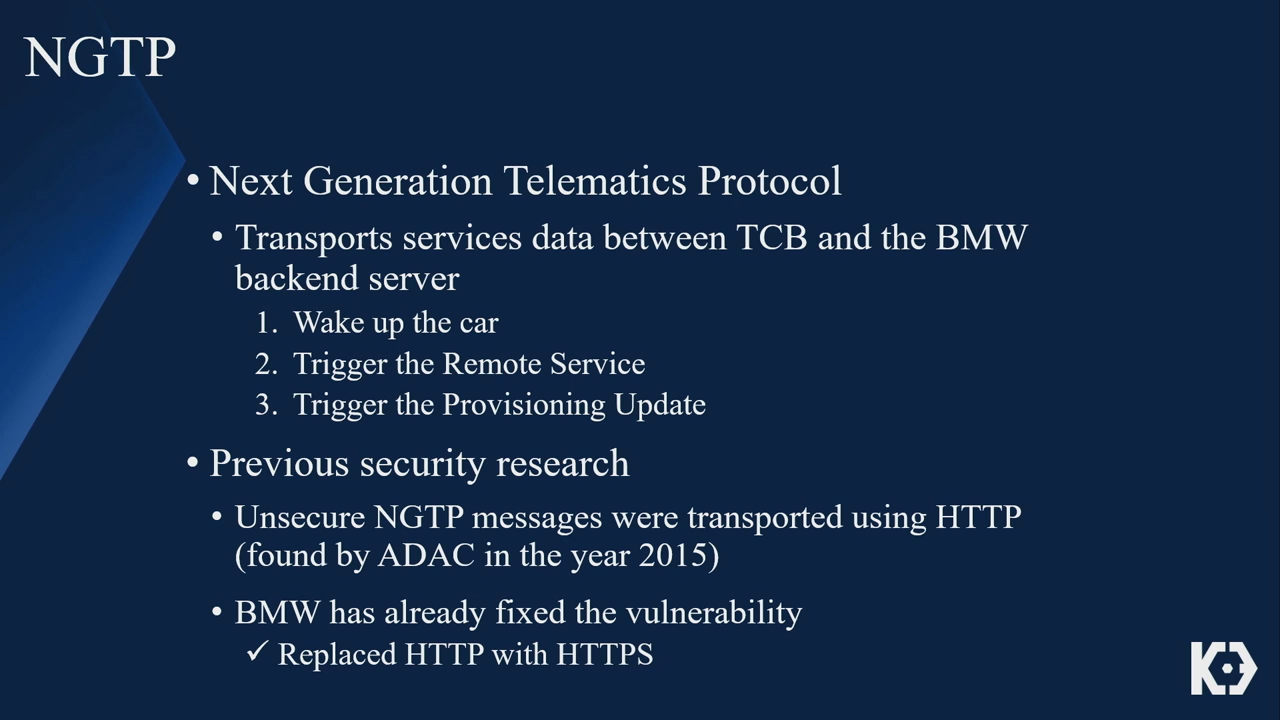 NGTP
• Next Generation Telematics Protocol
• Transports services data between TCB and the BMW
backend server
1. Wake up the car
2. Trigger the Remote Service
3. Trigger the Provisioning Update
• Previous security research
• Unsecure NGTP messages were transported using HTTP
(found by ADAC in the year 2015)
• BMW has already fixed the vulnerability
✓ Replaced HTTP with HTTPS